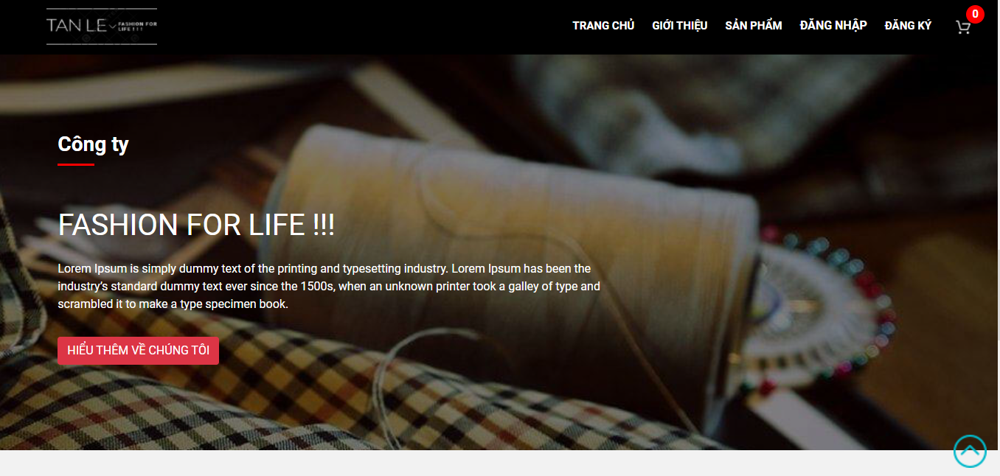 TAN LE FASHION FOR
LIFE !!!
TRANG CHỦ GIỚI THIỆU SẢN PHẨM ĐĂNG NHẬP ĐĂNG KÝ 0
Công ty
FASHION FOR LIFE !!!
Lorem Ipsum is simply dummy text of the printing and typesetting industry. Lorem Ipsum has been the
industry's standard dummy text ever since the 1500s, when an unknown printer took a galley of type and
scrambled it to make a type specimen book.
HIỂU THÊM VỀ CHÚNG TÔI